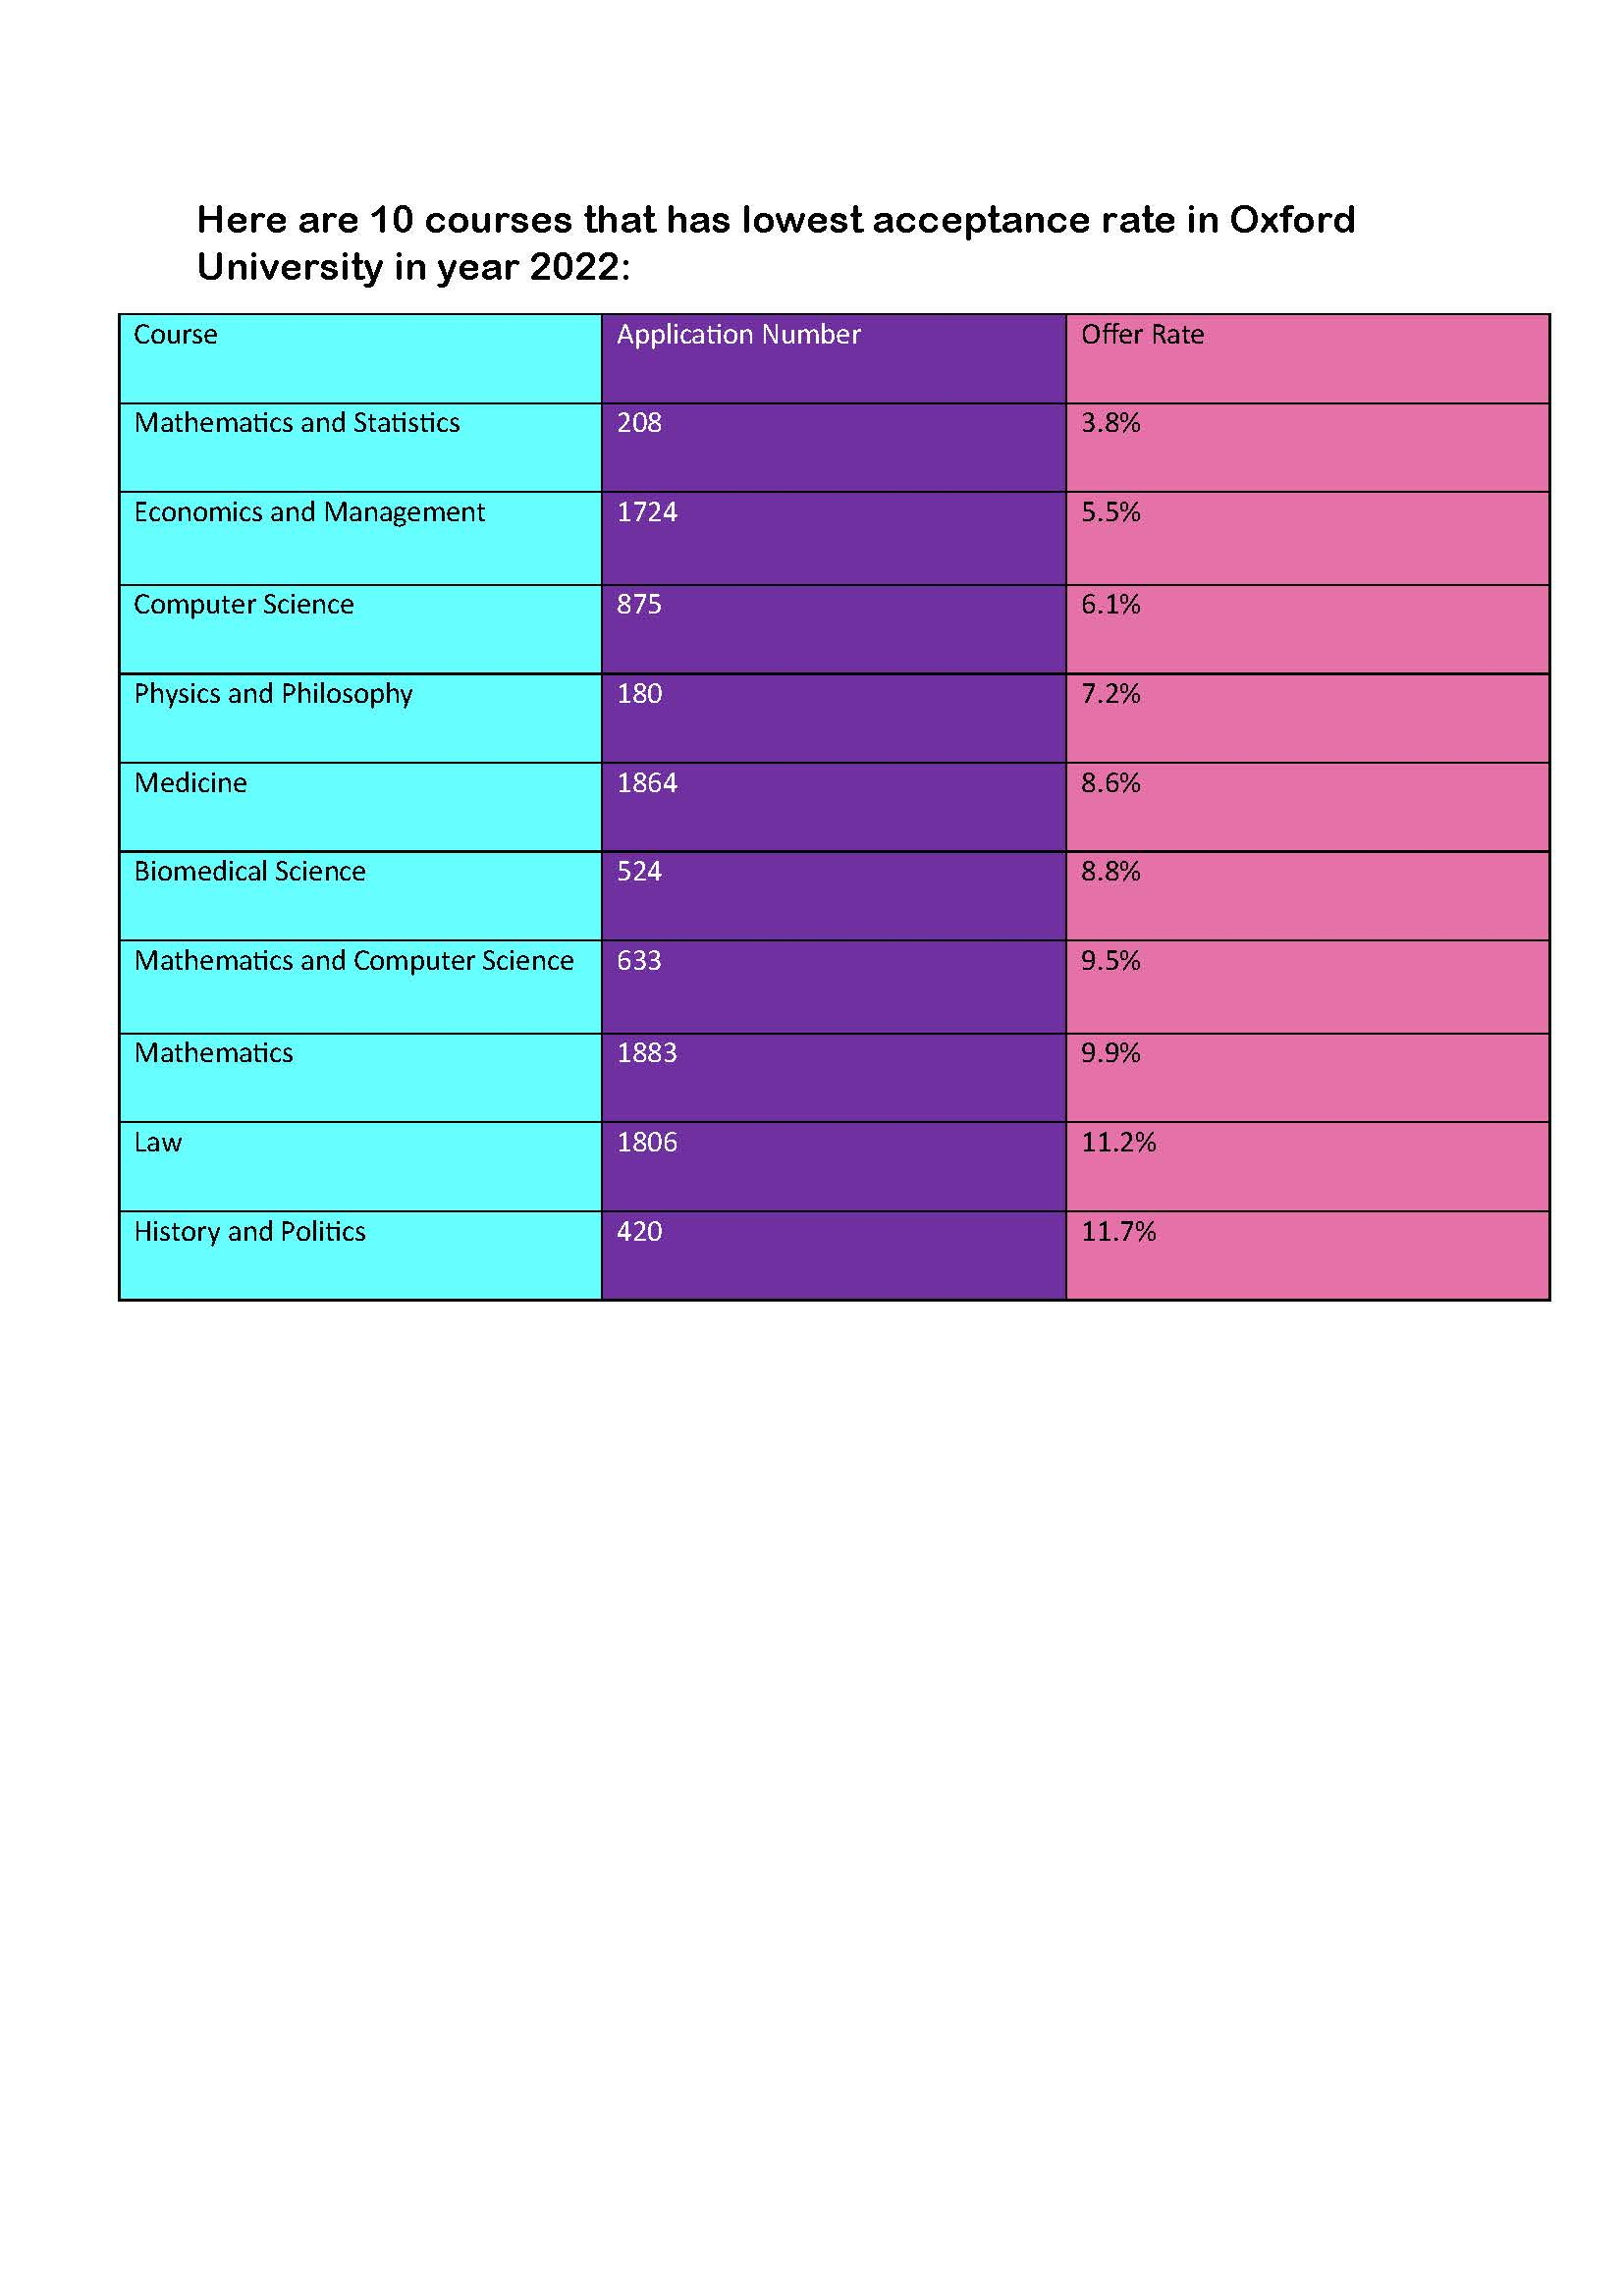 Here are 10 courses that has lowest acceptance rate in Oxford
University in year 2022:
Course Application Number Offer Rate
Mathematics and Statistics 208 3.8%
Economics and Management 1724 5.5%
Computer Science 875 6.1%
Physics and Philosophy 180 7.2%
Medicine 1864 8.6%
Biomedical Science 524 8.8%
Mathematics and Computer Science 633 9.5%
Mathematics 1883 9.9%
Law 1806 11.2%
History and Politics 420 11.7%